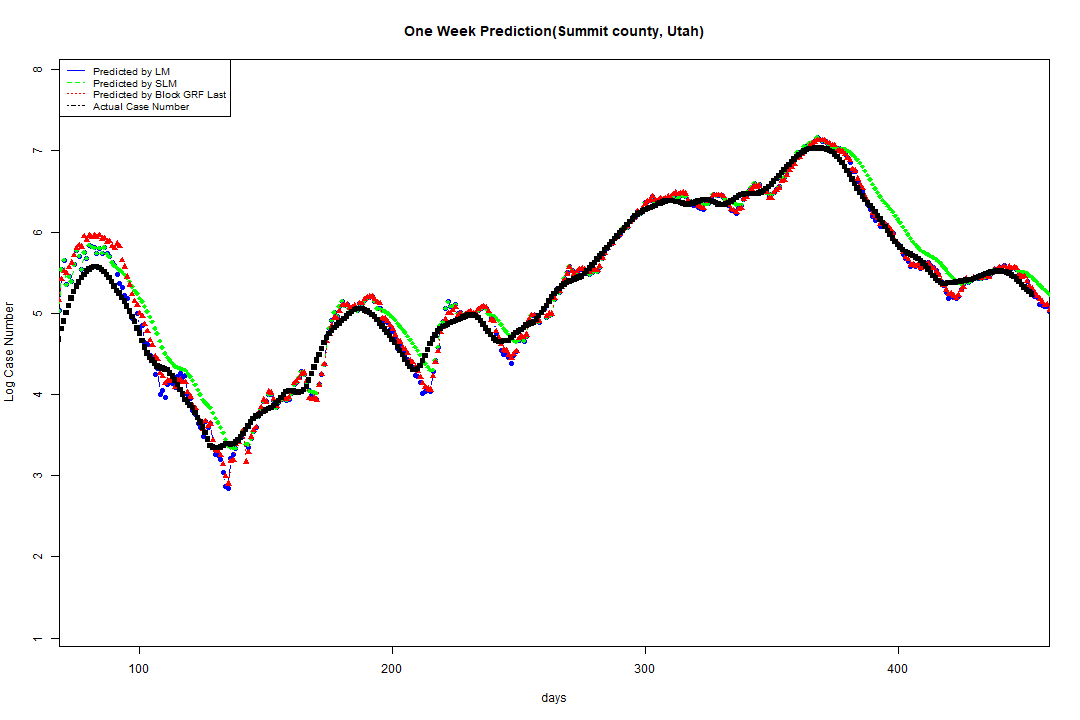 One Week Prediction(Summit county, Utah)
Predicted by LM
Predicted by SLM
Predicted by Block GRF Last
Actual Case Number
8
7
6
5
4
3
2
1
Log Case Number
100 200 300 400
days